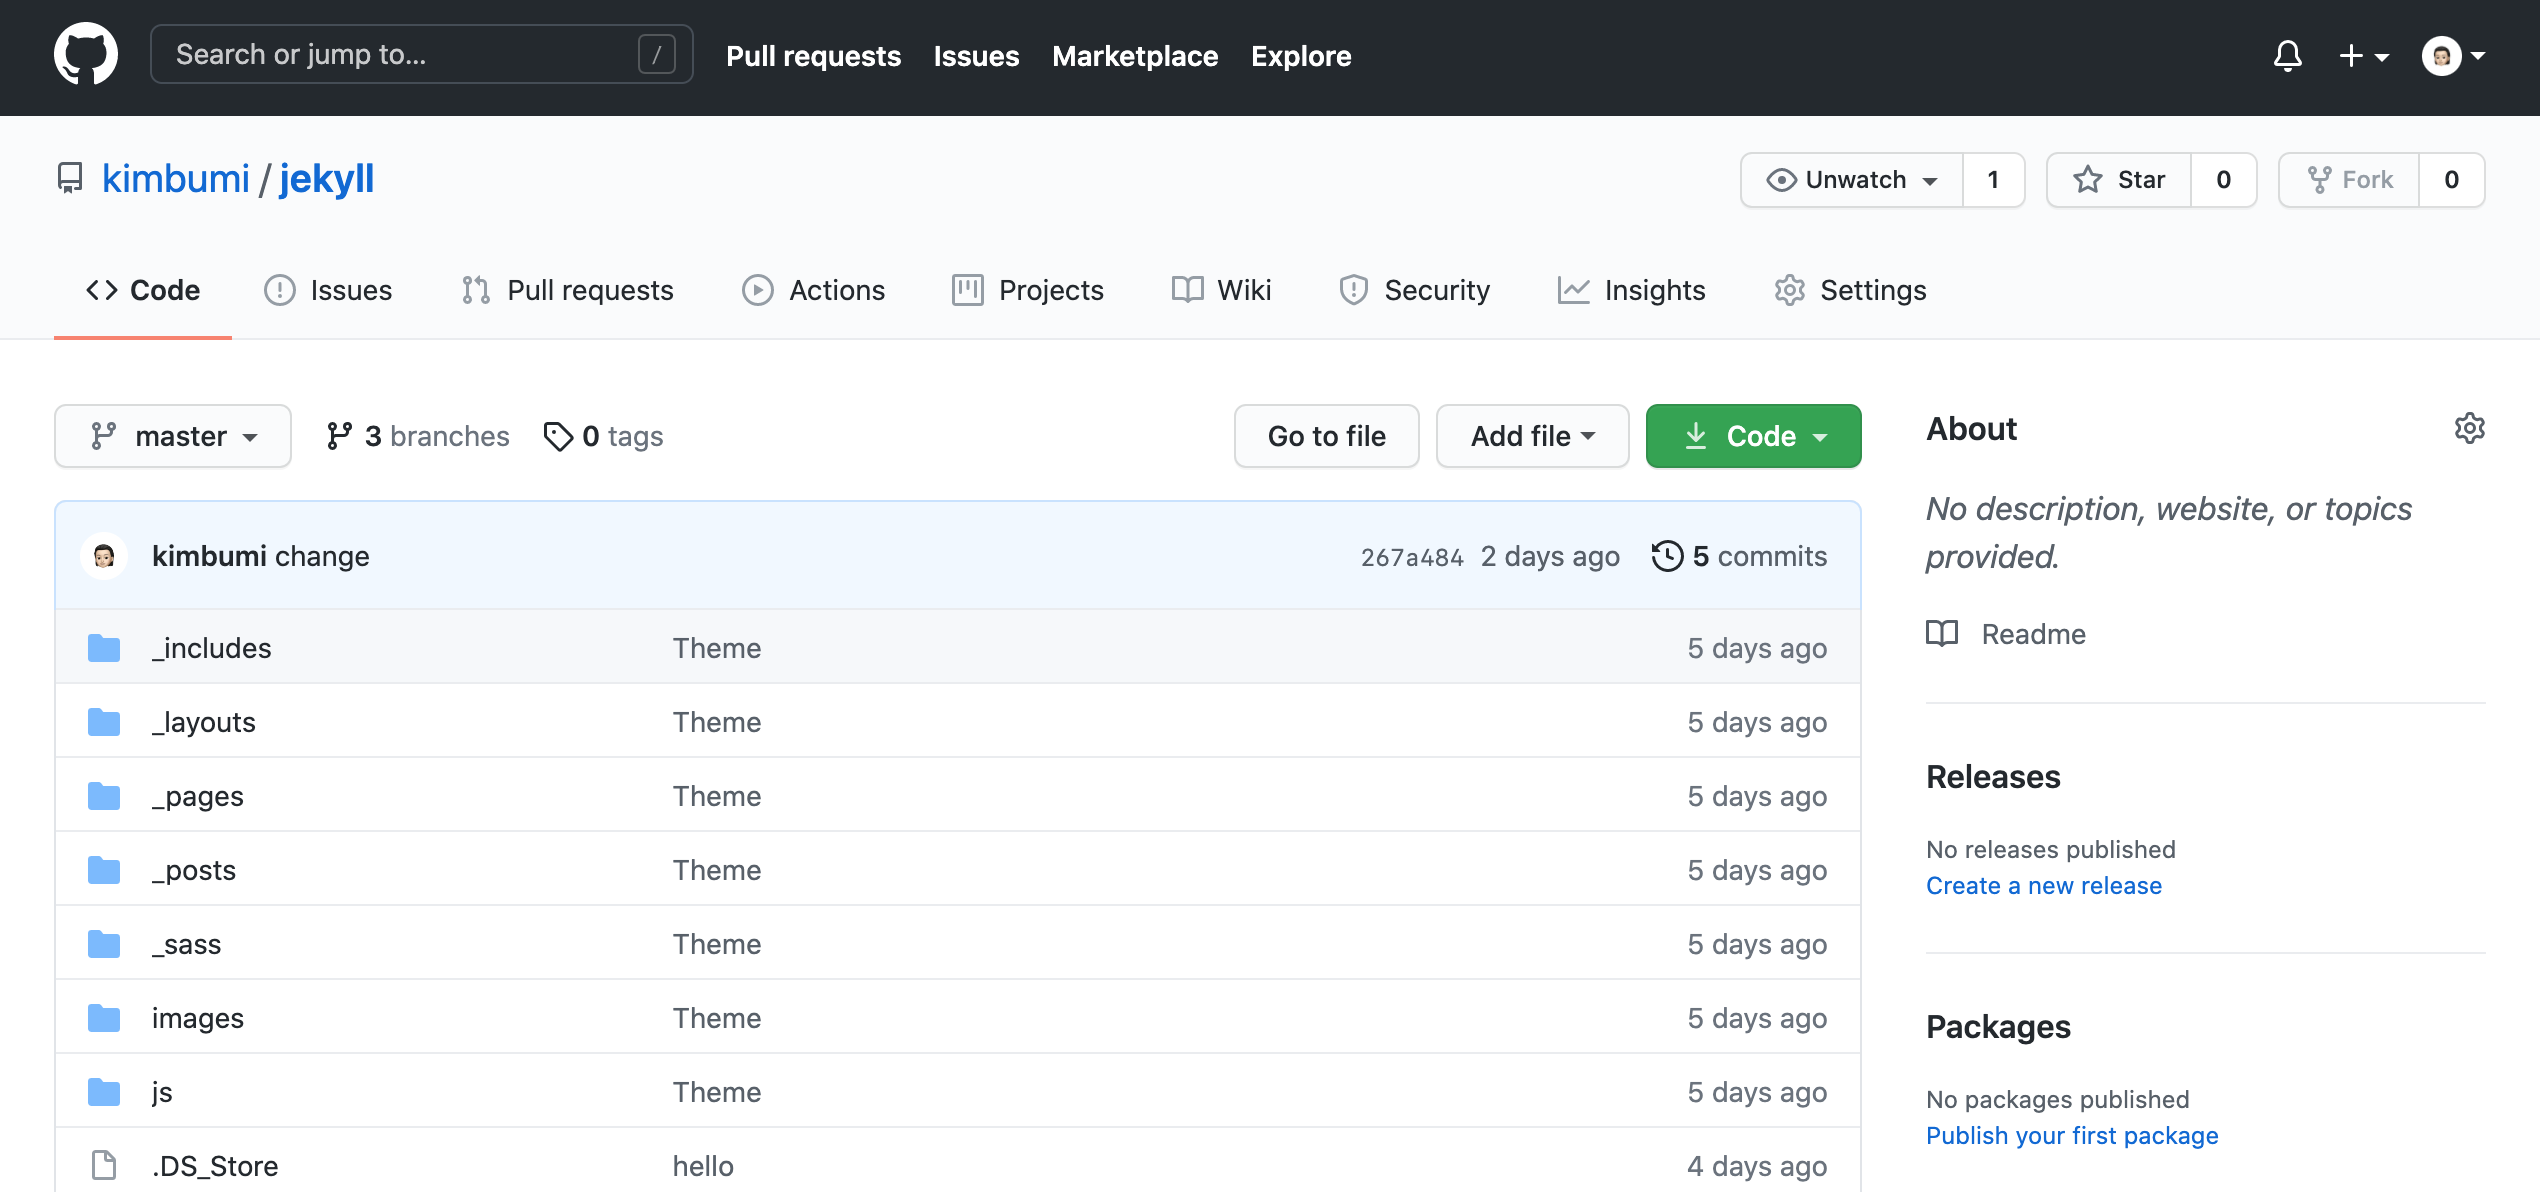 Search or jump to... /
Pull requests Issues Marketplace Explore
kimbumi / jekyll
Unwatch 1 Star 0 Fork 0
Code Issues Pull requests Actions Projects Wiki Security Insights Settings
master 3 branches 0 tags Go to file Add file Code
kimbumi change 267a484 2 days ago 5 commits
_includes Theme 5 days ago
_layouts Theme 5 days ago
_pages Theme 5 days ago
_posts Theme 5 days ago
_sass Theme 5 days ago
images Theme 5 days ago
js Theme 5 days ago
.DS_Store hello 4 days ago
About
No description, website, or topics
provided.
Readme
Releases
No releases published
Create a new release
Packages
No packages published
Publish your first package